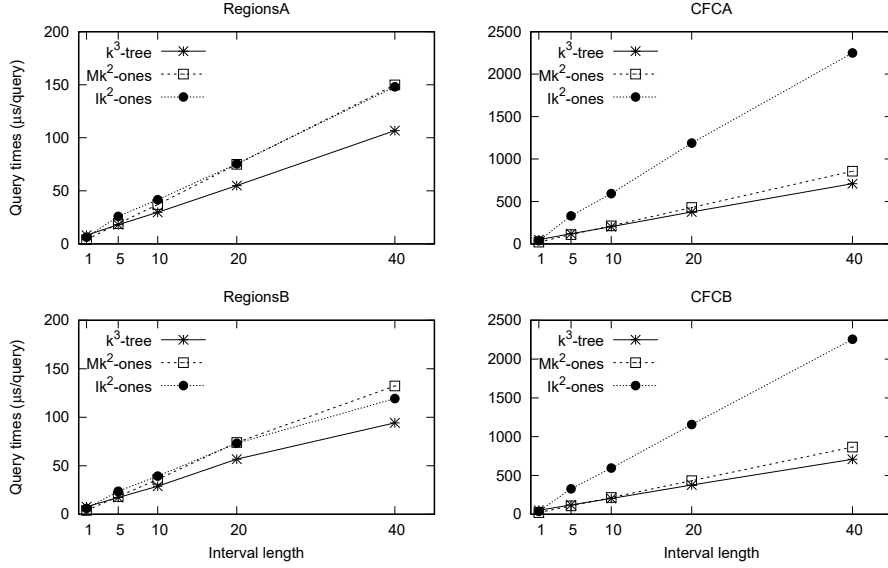 RegionsA
200
150
100
50
0
1 5 10 20 40
Query times (µs/query)
k³-tree
Mk²-ones
Ik²-ones
CFCA
2500
2000
1500
1000
500
0
1 5 10 20 40
k³-tree
Mk²-ones
Ik²-ones
RegionsB
200
150
100
50
0
1 5 10 20 40
Query times (µs/query)
Interval length
k³-tree
Mk²-ones
Ik²-ones
CFCB
2500
2000
1500
1000
500
0
1 5 10 20 40
Interval length
k³-tree
Mk²-ones
Ik²-ones